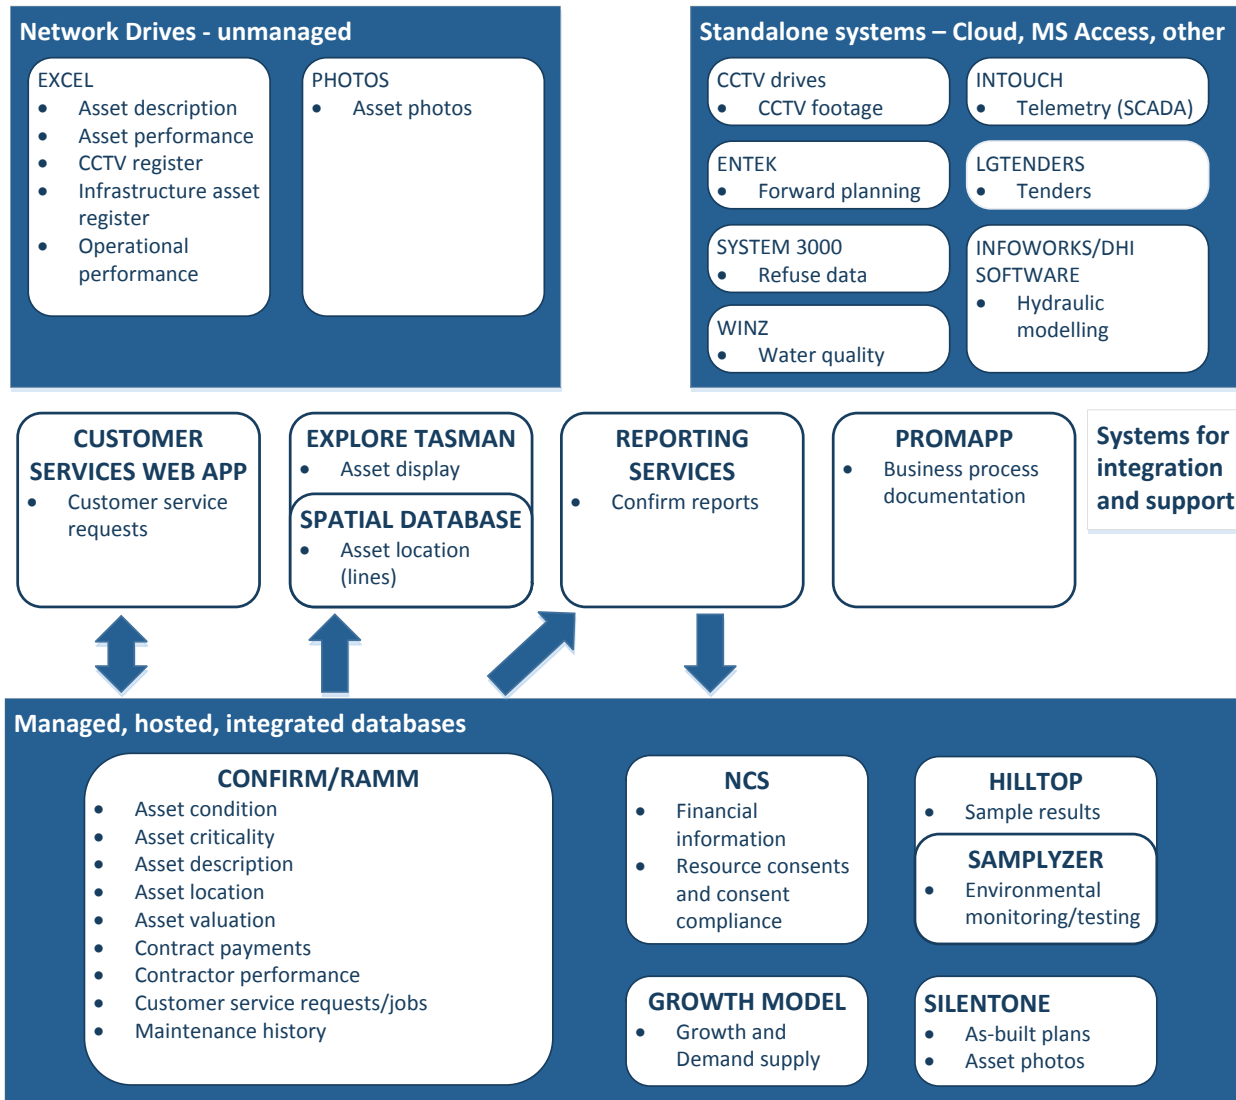 Network Drives - unmanaged
EXCEL
• Asset description
• Asset performance
• CCTV register
• Infrastructure asset
register
• Operational
performance
PHOTOS
• Asset photos
Standalone systems – Cloud, MS Access, other
CCTV drives
• CCTV footage
INTOUCH
• Telemetry (SCADA)
ENTEK
• Forward planning
LGTENDERS
• Tenders
SYSTEM 3000
• Refuse data
INFOWORKS/DHI
SOFTWARE
• Hydraulic
modelling
WINZ
• Water quality
CUSTOMER
SERVICES WEB APP
• Customer service
requests
EXPLORE TASMAN
• Asset display
SPATIAL DATABASE
• Asset location
(lines)
REPORTING
SERVICES
• Confirm reports
PROMAPP
• Business process
documentation
Systems for
integration
and support
Managed, hosted, integrated databases
CONFIRM/RAMM
• Asset condition
• Asset criticality
• Asset description
• Asset location
• Asset valuation
• Contract payments
• Contractor performance
• Customer service requests/jobs
• Maintenance history
NCS
• Financial
information
• Resource consents
and consent
compliance
HILLTOP
• Sample results
SAMPLYZER
• Environmental
monitoring/testing
GROWTH MODEL
• Growth and
Demand supply
SILENTONE
• As-built plans
• Asset photos